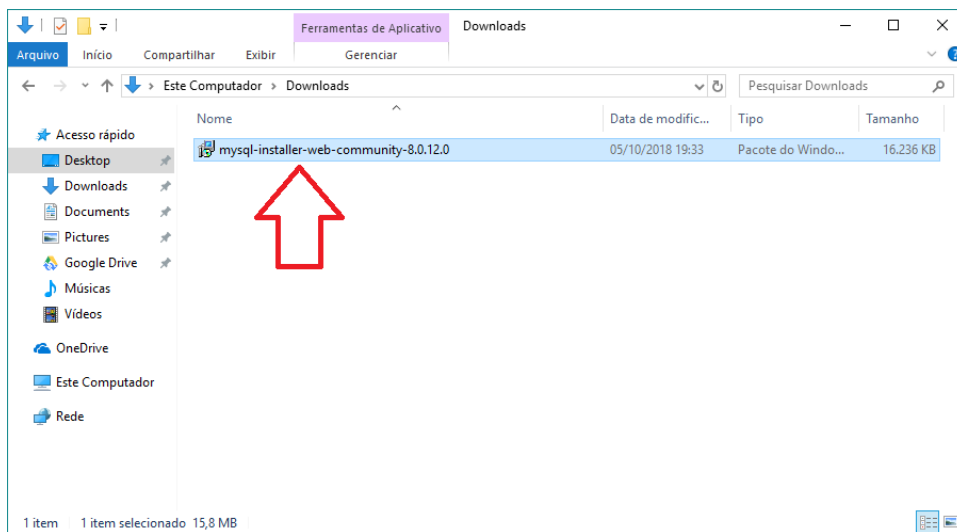 Ferramentas de Aplicativo Downloads
Arquivo Início Compartilhar Exibir Gerenciar
Este Computador > Downloads Pesquisar Downloads
Nome Data de modific... Tipo Tamanho
Acesso rápido
mysql-installer-web-community-8.0.12.0 05/10/2018 19:33 Pacote do Windo... 16.236 KB
Desktop
Downloads
Documents
Pictures
Google Drive
Músicas
Vídeos
OneDrive
Este Computador
Rede
1 item 1 item selecionado 15,8 MB